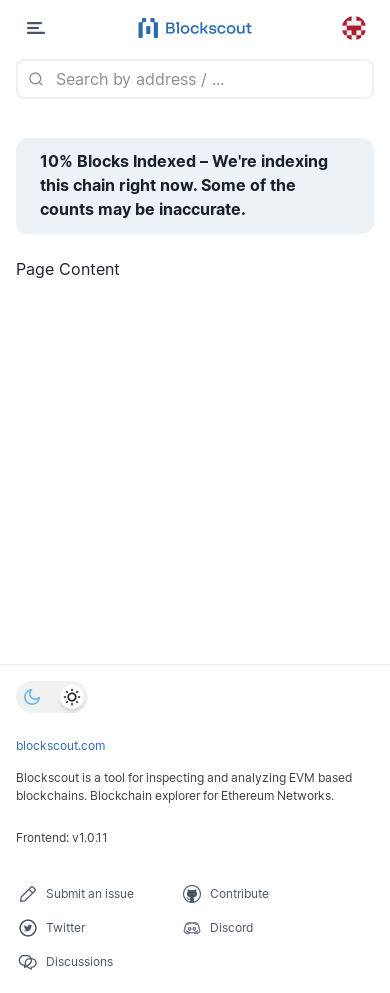 Blockscout
Search by address / ...
10% Blocks Indexed – We're indexing
this chain right now. Some of the
counts may be inaccurate.
Page Content
blockscout.com
Blockscout is a tool for inspecting and analyzing EVM based
blockchains. Blockchain explorer for Ethereum Networks.
Frontend: v1.0.11
Submit an issue
Contribute
Twitter
Discord
Discussions